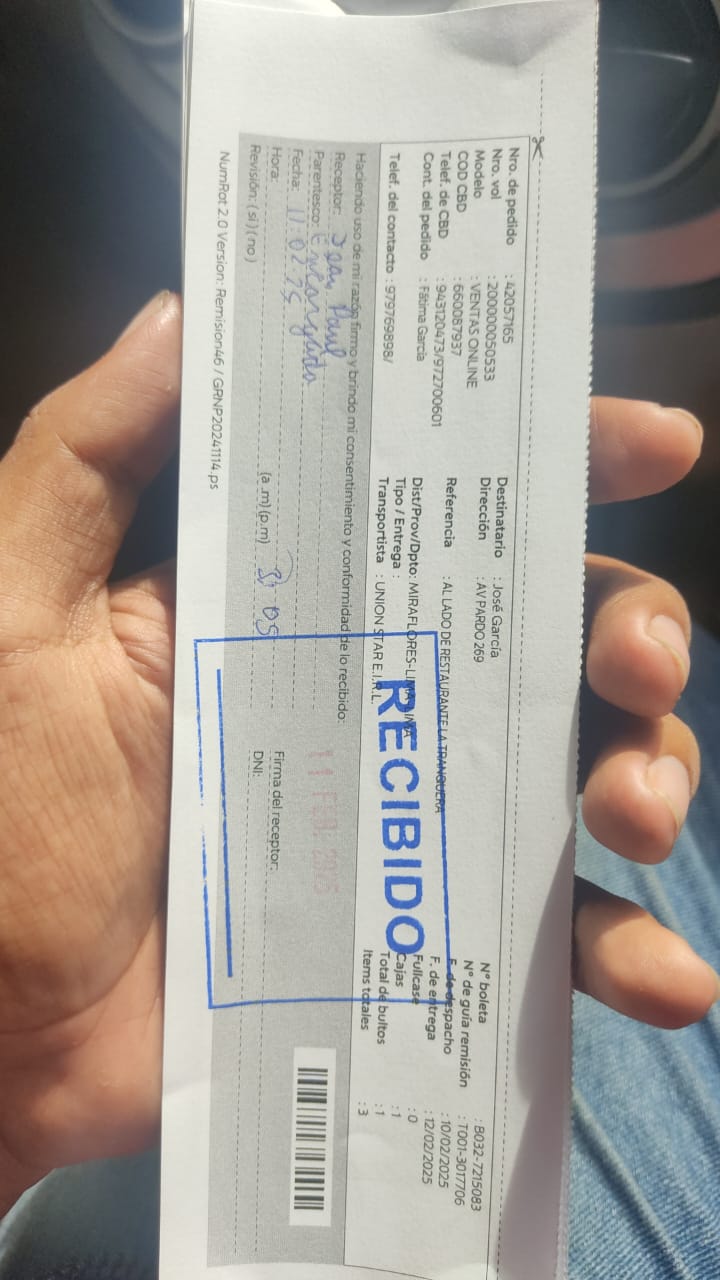 Nro. de pedido : 42057165
Nro. vol : 200000050533
Modelo : VENTAS ONLINE
COD CBD : 660087937
Telef. de CBD : 943120473/972700601
Cont. del pedido : Fátima García
Telef. del contacto : 979769898/
Destinatario : José García
Dirección : AV PARDO 269
Referencia : AL LADO DE RESTAURANTE LA TRANQUERA
Dist/Prov/Dpto: MIRAFLORES-LIMA-LIMA
Tipo / Entrega :
Transportista : UNION STAR E.I.R.L.
N° boleta : B032-7215083
N° de guía remisión : T001-3017706
F. de despacho : 10/02/2025
F. de entrega : 12/02/2025
Fullcase : 0
Cajas : 1
Total de bultos : 1
Items totales : 3
Haciendo uso de mi razón firmo y brindo mi consentimiento y conformidad de lo recibido:
Receptor: Jean Paul
Parentesco: Encargado
Fecha: 11.02.25
Hora: (a .m)(p.m)
Revisión: ( si ) ( no )
Firma del receptor:
DNI:
RECIBIDO
11 FEB. 2025
NumRot 2.0 Version: Remision46 / GRNP20241114.ps